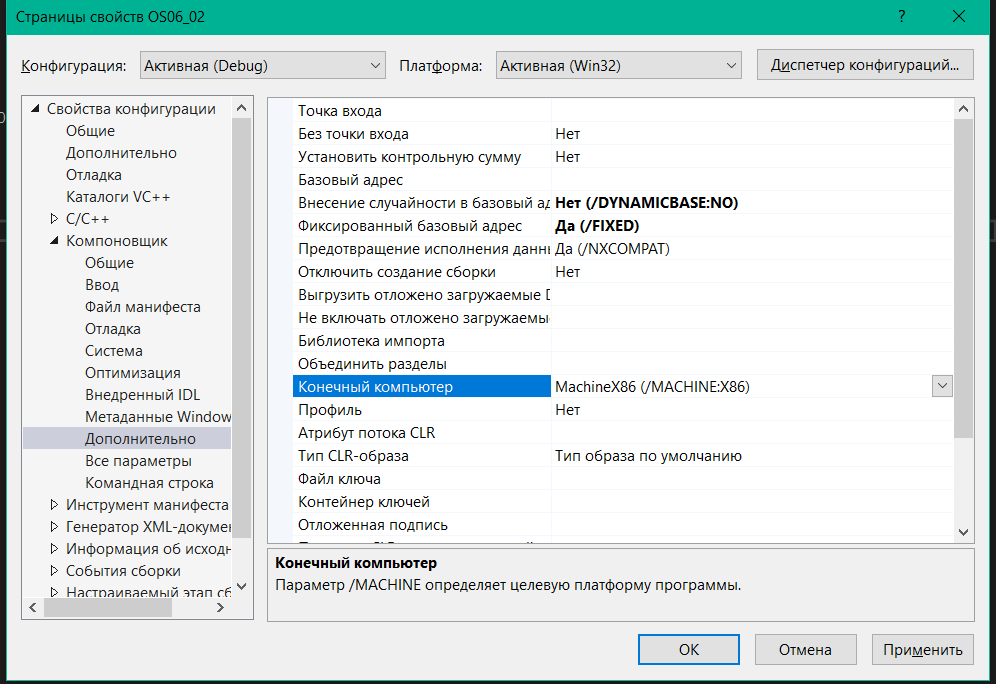 Страницы свойств OS06_02
?
Конфигурация: Активная (Debug) Платформа: Активная (Win32) Диспетчер конфигураций...
Свойства конфигурации
Общие
Дополнительно
Отладка
Каталоги VC++
C/C++
Компоновщик
Общие
Ввод
Файл манифеста
Отладка
Система
Оптимизация
Внедренный IDL
Метаданные Window
Дополнительно
Все параметры
Командная строка
Инструмент манифеста
Генератор XML-докумен
Информация об исходн
События сборки
Настраиваемый этап сб
Точка входа
Без точки входа Нет
Установить контрольную сумму Нет
Базовый адрес
Внесение случайности в базовый ад Нет (/DYNAMICBASE:NO)
Фиксированный базовый адрес Да (/FIXED)
Предотвращение исполнения данн Да (/NXCOMPAT)
Отключить создание сборки Нет
Выгрузить отложено загружаемые D
Не включать отложено загружаемы
Библиотека импорта
Объединить разделы
Конечный компьютер MachineX86 (/MACHINE:X86)
Профиль Нет
Атрибут потока CLR
Тип CLR-образа Тип образа по умолчанию
Файл ключа
Контейнер ключей
Отложенная подпись
Конечный компьютер
Параметр /MACHINE определяет целевую платформу программы.
ОК Отмена Применить